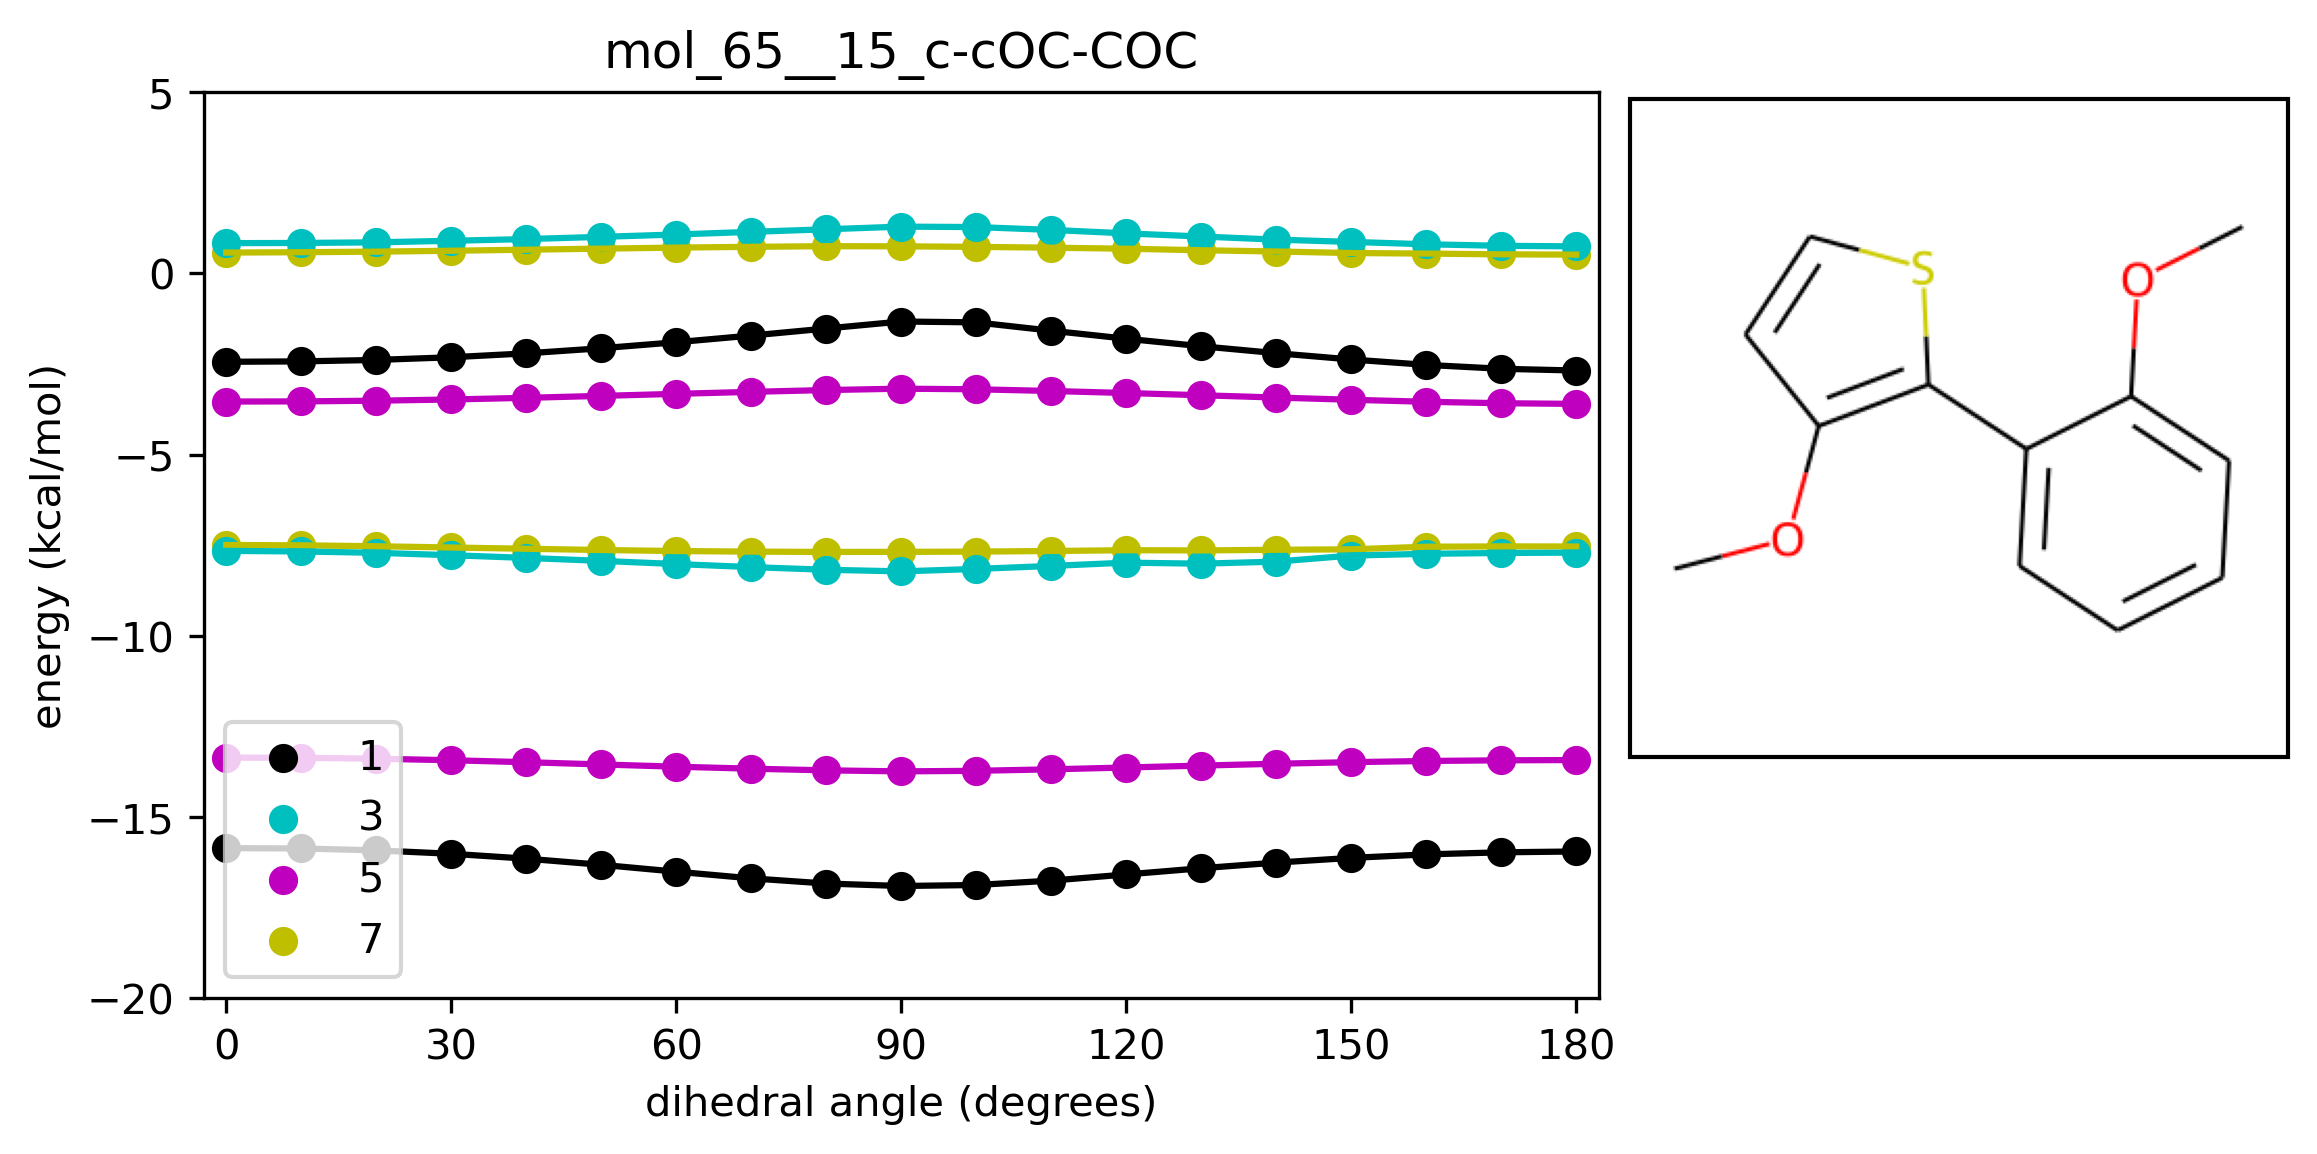 mol_65__15_c-cOC-COC
energy (kcal/mol)
5
0
−5
−10
−15
−20
1
3
5
7
0 30 60 90 120 150 180
dihedral angle (degrees)
S
O
O